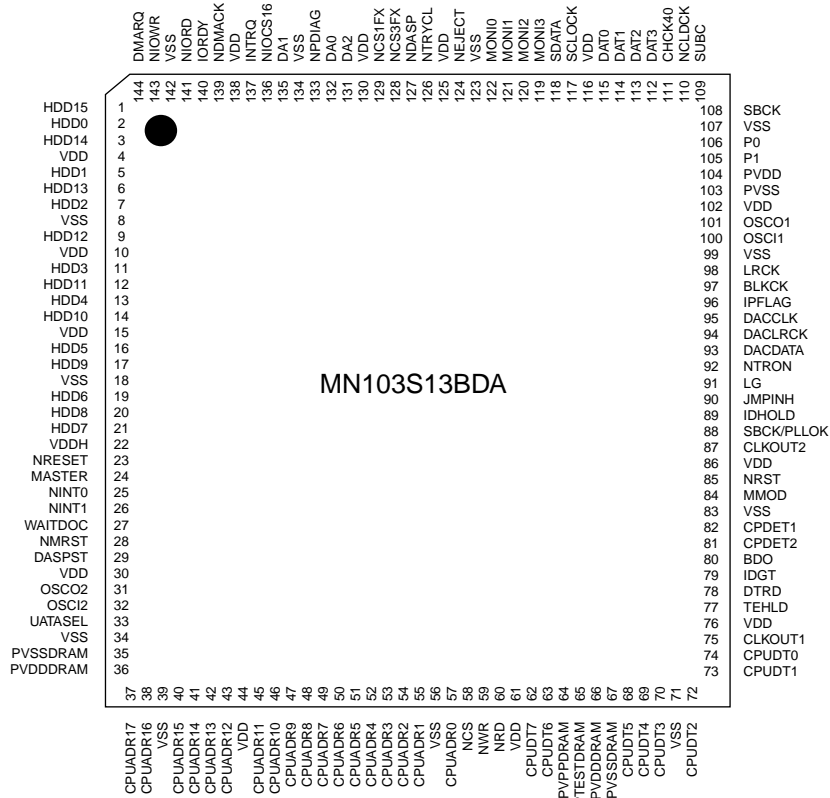 DMARQ 144
NIOWR 143
VSS 142
NIORD 141
IORDY 140
NDMACK 139
VDD 138
INTRQ 137
NIOCS16 136
DA1 135
VSS 134
NPDIAG 133
DA0 132
DA2 131
VDD 130
NCS1FX 129
NCS3FX 128
NDASP 127
NTRYCL 126
VDD 125
NEJECT 124
VSS 123
MONI0 122
MONI1 121
MONI2 120
MONI3 119
SDATA 118
SCLOCK 117
VDD 116
DAT0 115
DAT1 114
DAT2 113
DAT3 112
CHCK40 111
NCLDCK 110
SUBC 109
HDD15 1
HDD0 2
HDD14 3
VDD 4
HDD1 5
HDD13 6
HDD2 7
VSS 8
HDD12 9
VDD 10
HDD3 11
HDD11 12
HDD4 13
HDD10 14
VDD 15
HDD5 16
HDD9 17
VSS 18
HDD6 19
HDD8 20
HDD7 21
VDDH 22
NRESET 23
MASTER 24
NINT0 25
NINT1 26
WAITDOC 27
NMRST 28
DASPST 29
VDD 30
OSCO2 31
OSCI2 32
UATASEL 33
VSS 34
PVSSDRAM 35
PVDDDRAM 36
MN103S13BDA
108 SBCK
107 VSS
106 P0
105 P1
104 PVDD
103 PVSS
102 VDD
101 OSCO1
100 OSCI1
99 VSS
98 LRCK
97 BLKCK
96 IPFLAG
95 DACCLK
94 DACLRCK
93 DACDATA
92 NTRON
91 LG
90 JMPINH
89 IDHOLD
88 SBCK/PLLOK
87 CLKOUT2
86 VDD
85 NRST
84 MMOD
83 VSS
82 CPDET1
81 CPDET2
80 BDO
79 IDGT
78 DTRD
77 TEHLD
76 VDD
75 CLKOUT1
74 CPUDT0
73 CPUDT1
CPUADR17 37
CPUADR16 38
VSS 39
CPUADR15 40
CPUADR14 41
CPUADR13 42
CPUADR12 43
VDD 44
CPUADR11 45
CPUADR10 46
CPUADR9 47
CPUADR8 48
CPUADR7 49
CPUADR6 50
CPUADR5 51
CPUADR4 52
CPUADR3 53
CPUADR2 54
CPUADR1 55
VSS 56
CPUADR0 57
NCS 58
NWR 59
NRD 60
VDD 61
CPUDT7 62
CPUDT6 63
PVPPDRAM 64
TESTDRAM 65
PVDDDRAM 66
PVSSDRAM 67
CPUDT5 68
CPUDT4 69
CPUDT3 70
VSS 71
CPUDT2 72